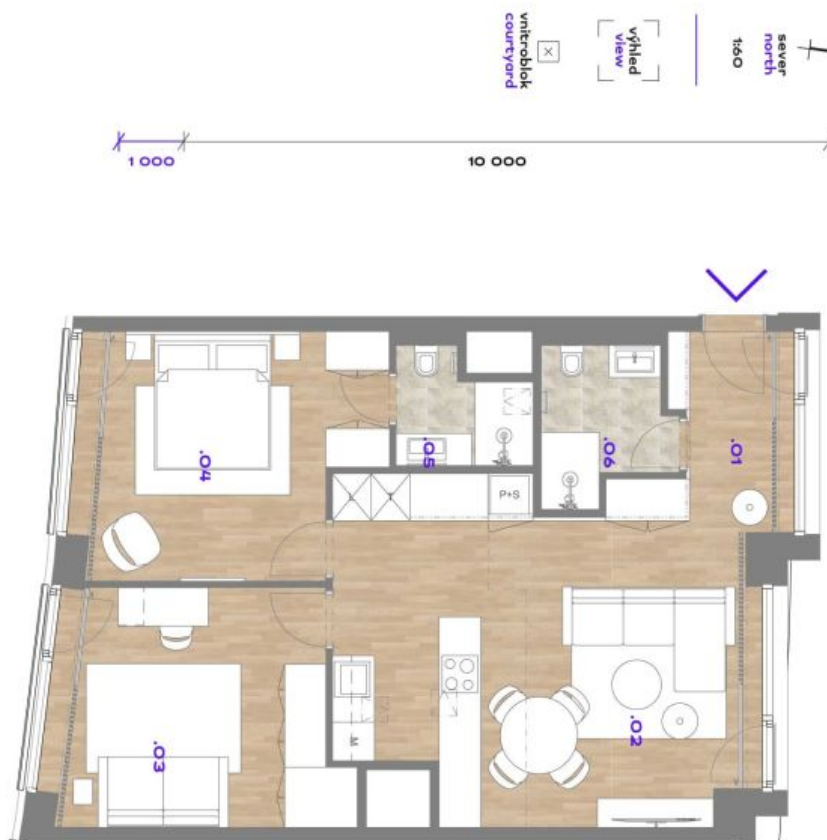 sever
north
1:60
výhled
view
vnitroblok
courtyard
1 000
10 000
.04
.05
.06
.01
P+S
.03
M
.02